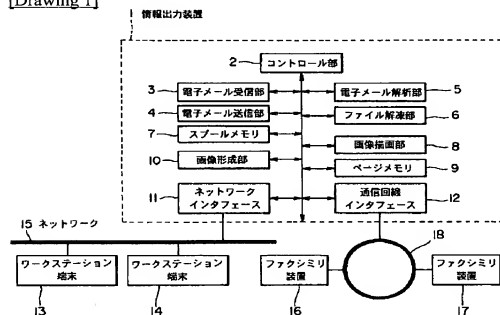 [Drawing 1]
1 情報出力装置
2 コントロール部
3 電子メール受信部
電子メール解析部 5
4 電子メール送信部
ファイル解凍部 6
7 スプールメモリ
画像描画部 8
10 画像形成部
ページメモリ 9
11 ネットワークインタフェース
通信回線インタフェース 12
15 ネットワーク
18
ワークステーション端末
ワークステーション端末
ファクシミリ装置
ファクシミリ装置
13
14
16
17